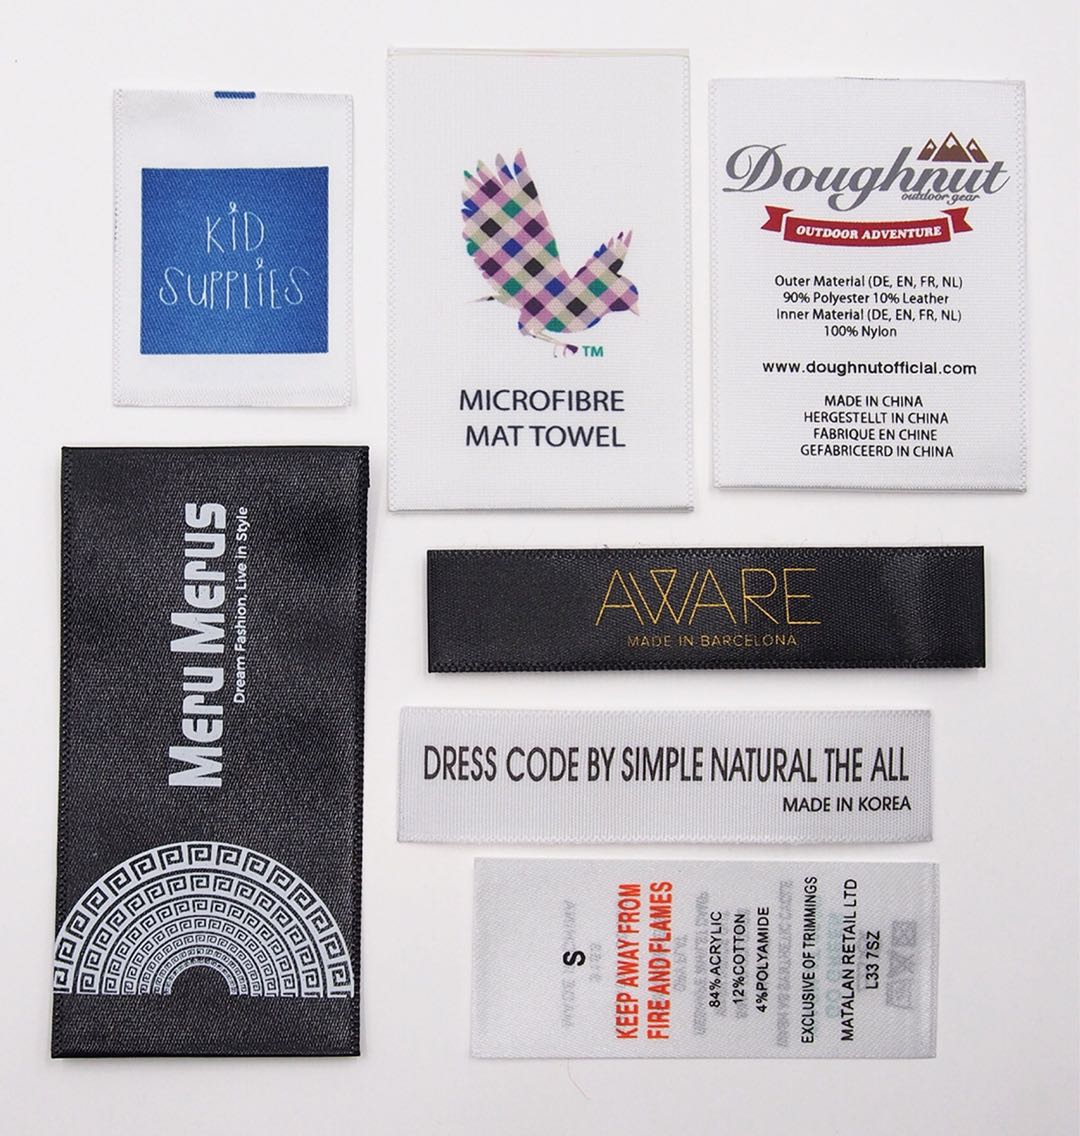 KID
SUPPLIES
TM
MICROFIBRE
MAT TOWEL
Doughnut
outdoor gear
OUTDOOR ADVENTURE
Outer Material (DE, EN, FR, NL)
90% Polyester 10% Leather
Inner Material (DE, EN, FR, NL)
100% Nylon
www.doughnutofficial.com
MADE IN CHINA
HERGESTELLT IN CHINA
FABRIQUE EN CHINE
GEFABRICEERD IN CHINA
MERU MERUS
Dream Fashion, Live in Style
AWARE
MADE IN BARCELONA
DRESS CODE BY SIMPLE NATURAL THE ALL
MADE IN KOREA
S
KEEP AWAY FROM
FIRE AND FLAMES
84% ACRYLIC
12%COTTON
4%POLYAMIDE
EXCLUSIVE OF TRIMMINGS
MATALAN RETAIL LTD
L33 7SZ